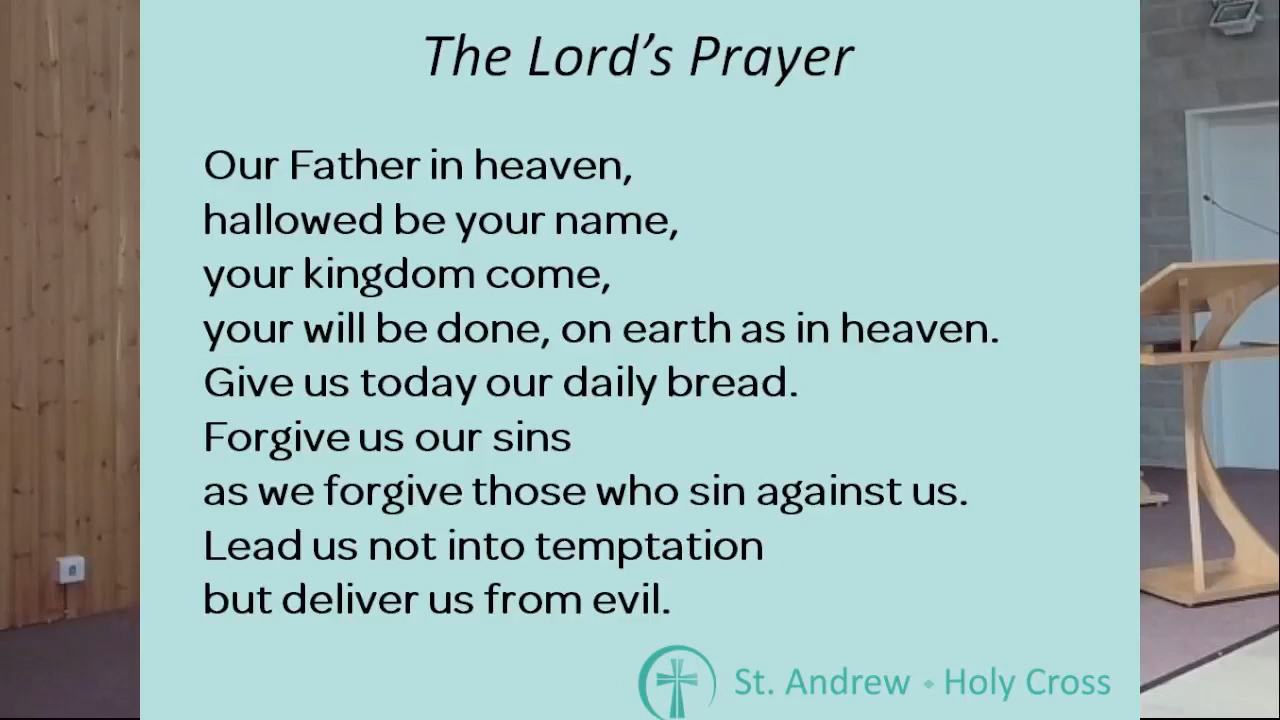 The Lord's Prayer
Our Father in heaven,
hallowed be your name,
your kingdom come,
your will be done, on earth as in heaven.
Give us today our daily bread.
Forgive us our sins
as we forgive those who sin against us.
Lead us not into temptation
but deliver us from evil.
St. Andrew • Holy Cross